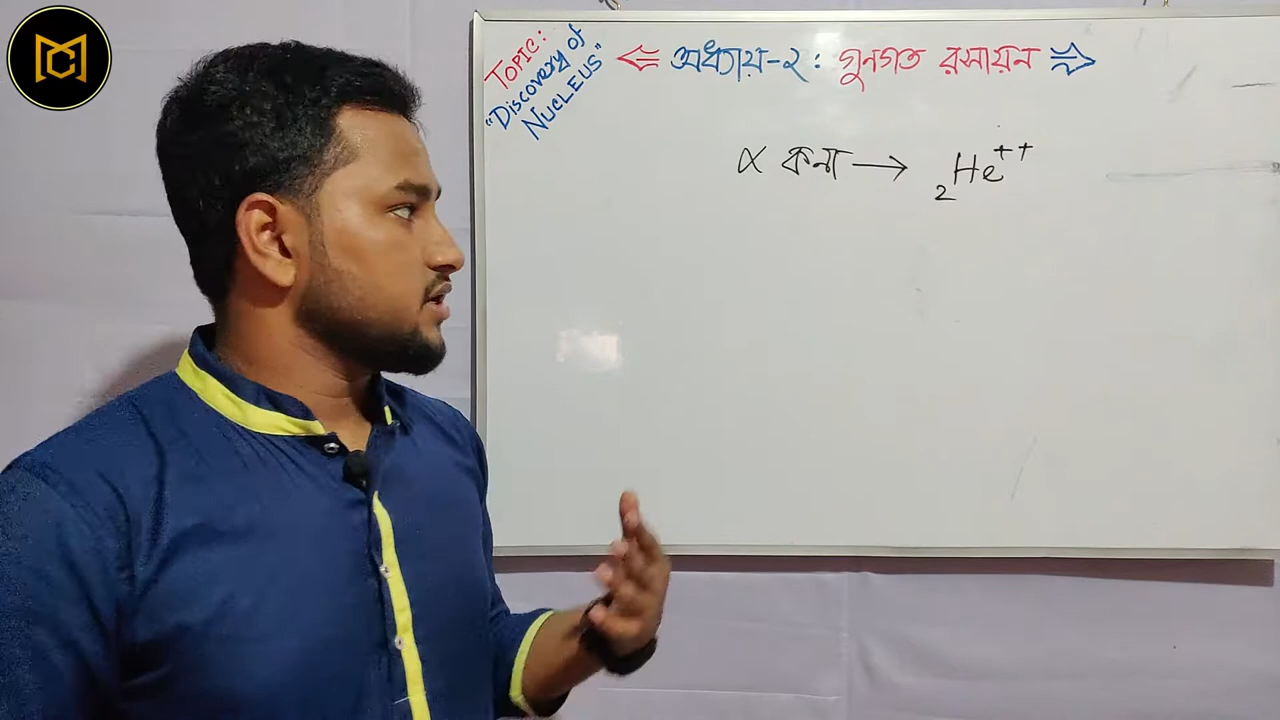 TOPIC:
"Discovery of
NUCLEUS"
⇐ অধ্যায়-২ : গুনগত রসায়ন ⇒
α কনা → ₂He⁺⁺